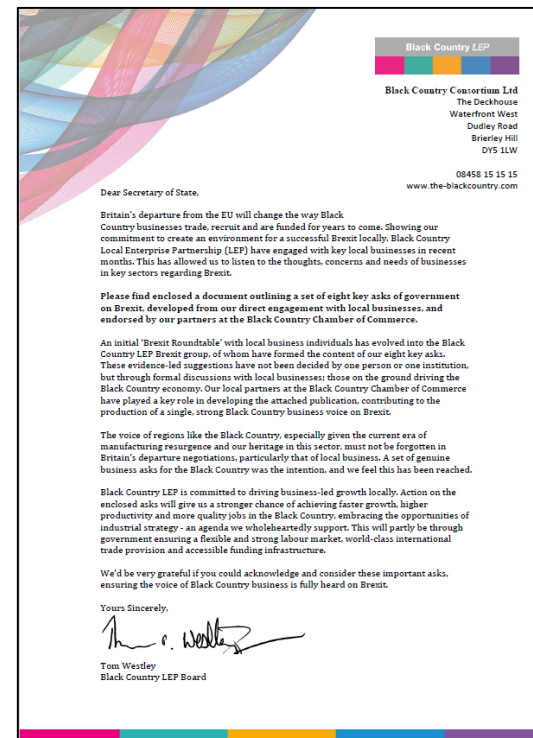 Black Country LEP
Black Country Consortium Ltd
The Deckhouse
Waterfront West
Dudley Road
Brierley Hill
DY5 1LW
08458 15 15 15
www.the-blackcountry.com
Dear Secretary of State,
Britain's departure from the EU will change the way Black
Country businesses trade, recruit and are funded for years to come. Showing our
commitment to create an environment for a successful Brexit locally, Black Country
Local Enterprise Partnership (LEP) have engaged with key local businesses in recent
months. This has allowed us to listen to the thoughts, concerns and needs of businesses
in key sectors regarding Brexit.
Please find enclosed a document outlining a set of eight key asks of government
on Brexit, developed from our direct engagement with local businesses, and
endorsed by our partners at the Black Country Chamber of Commerce.
An initial 'Brexit Roundtable' with local business individuals has evolved into the Black
Country LEP Brexit group, of whom have formed the content of our eight key asks.
These evidence-led suggestions have not been decided by one person or one institution,
but through formal discussions with local businesses; those on the ground driving the
Black Country economy. Our local partners at the Black Country Chamber of Commerce
have played a key role in developing the attached publication, contributing to the
production of a single, strong Black Country business voice on Brexit.
The voice of regions like the Black Country, especially given the current era of
manufacturing resurgence and our heritage in this sector, must not be forgotten in
Britain's departure negotiations, particularly that of local business. A set of genuine
business asks for the Black Country was the intention, and we feel this has been reached.
Black Country LEP is committed to driving business-led growth locally. Action on the
enclosed asks will give us a stronger chance of achieving faster growth, higher
productivity and more quality jobs in the Black Country, embracing the opportunities of
industrial strategy - an agenda we wholeheartedly support. This will partly be through
government ensuring a flexible and strong labour market, world-class international
trade provision and accessible funding infrastructure.
We'd be very grateful if you could acknowledge and consider these important asks,
ensuring the voice of Black Country business is fully heard on Brexit.
Yours Sincerely,
Tom Westley
Black Country LEP Board